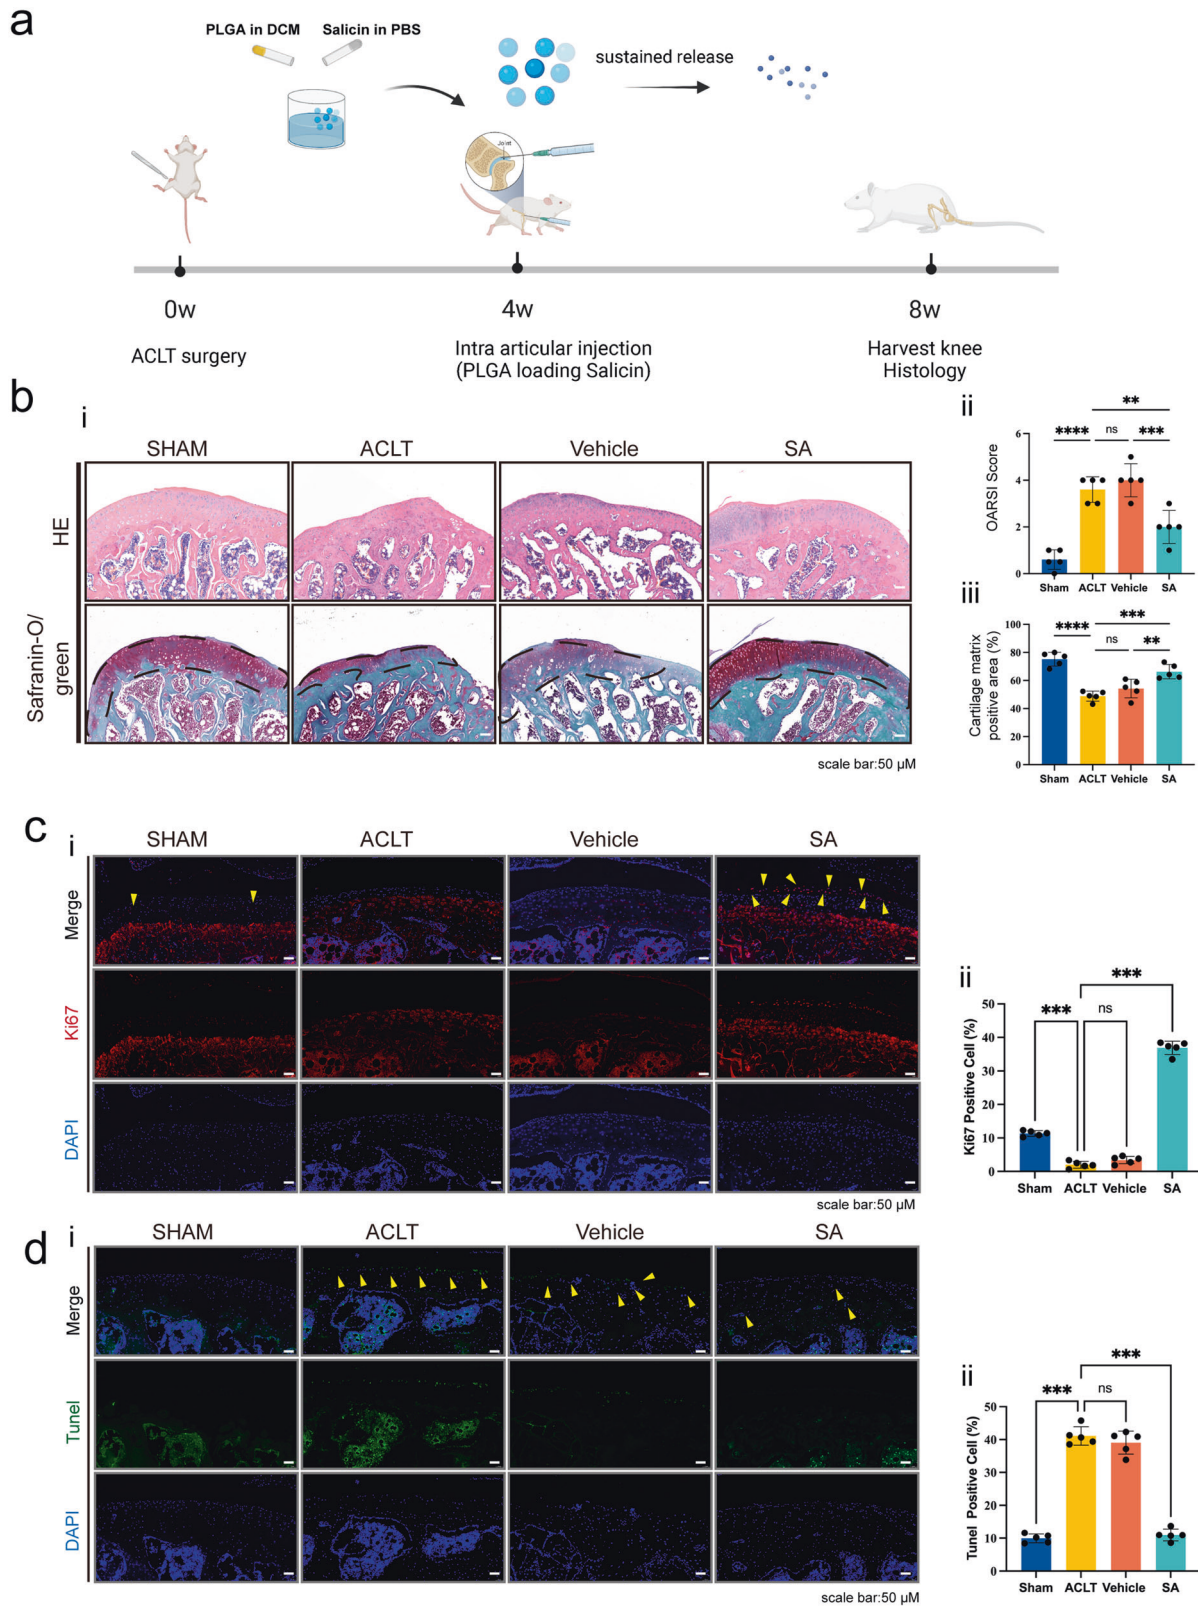 a
PLGA in DCM
Salicin in PBS
sustained release
Joint
0w
4w
8w
ACLT surgery
Intra articular injection
(PLGA loading Salicin)
Harvest knee
Histology
b
i
SHAM
ACLT
Vehicle
SA
HE
Safranin-O/
green
scale bar:50 µM
ii
**
****
ns
***
OARSI Score
6
4
2
0
Sham
ACLT
Vehicle
SA
iii
***
****
ns
**
Cartilage matrix
positive area (%)
100
80
60
40
20
0
Sham
ACLT
Vehicle
SA
c
i
SHAM
ACLT
Vehicle
SA
Merge
Ki67
DAPI
scale bar:50 µM
ii
***
***
ns
Ki67 Positive Cell (%)
50
40
30
20
10
0
Sham
ACLT
Vehicle
SA
d
i
SHAM
ACLT
Vehicle
SA
Merge
Tunel
DAPI
scale bar:50 µM
ii
***
***
ns
Tunel Positive Cell (%)
50
40
30
20
10
0
Sham
ACLT
Vehicle
SA